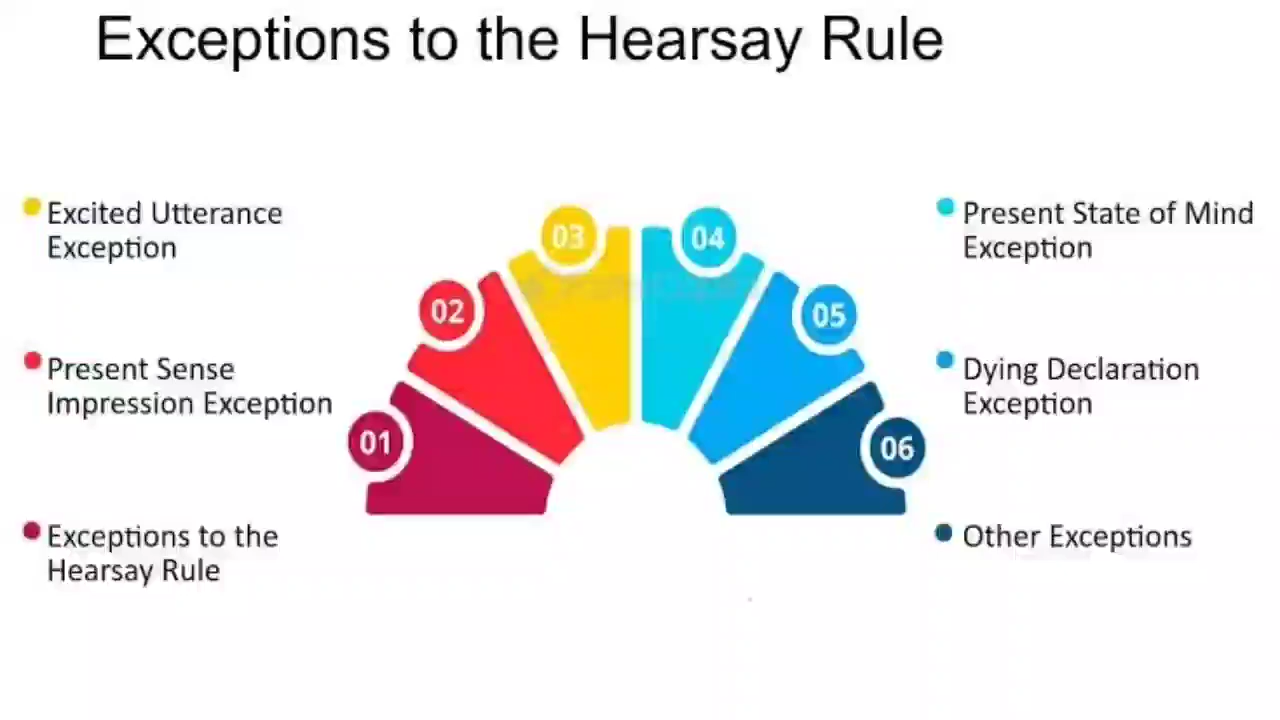 Exceptions to the Hearsay Rule
Excited Utterance
Exception
Present Sense
Impression Exception
Exceptions to the
Hearsay Rule
01
02
03
04
05
06
Present State of Mind
Exception
Dying Declaration
Exception
Other Exceptions